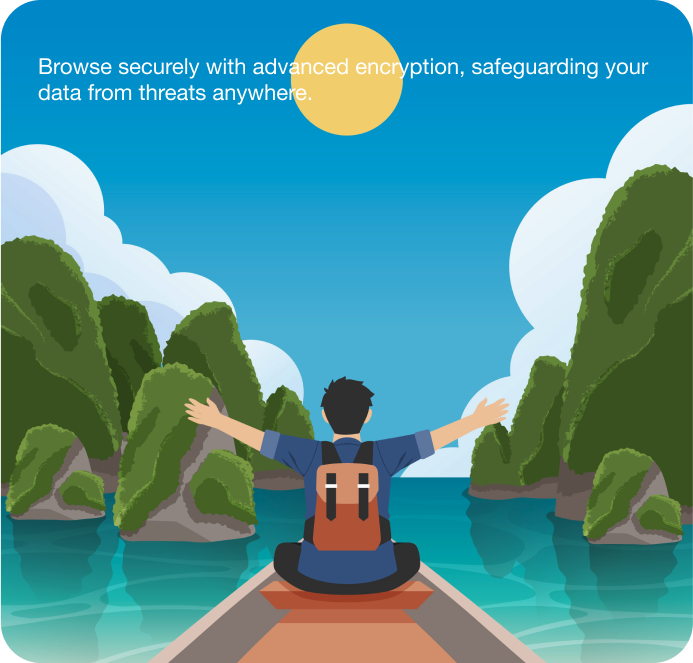 Browse securely with advanced encryption, safeguarding your
data from threats anywhere.